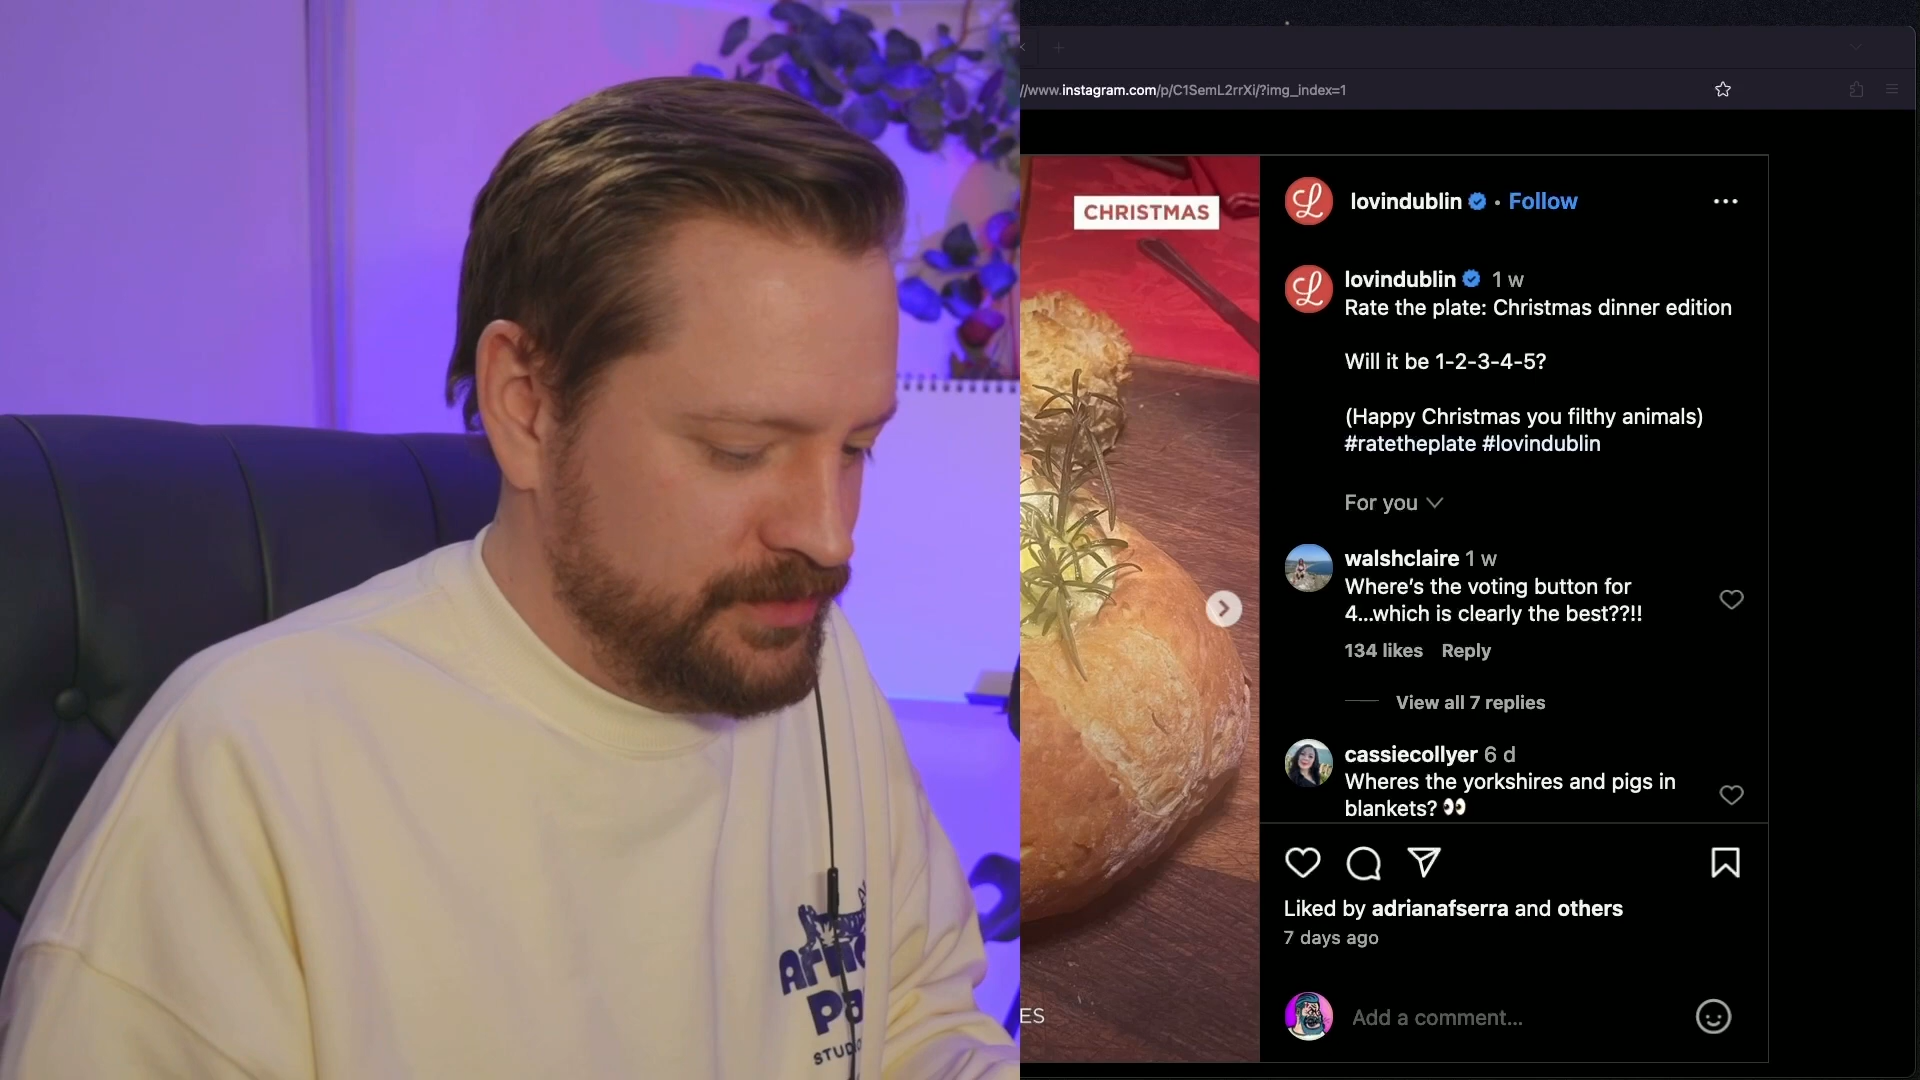 //www.instagram.com/p/C1SemL2rrXi/?img_index=1
CHRISTMAS
lovindublin • Follow
lovindublin 1 w
Rate the plate: Christmas dinner edition
Will it be 1-2-3-4-5?
(Happy Christmas you filthy animals)
#ratetheplate #lovindublin
For you
walshclaire 1 w
Where's the voting button for
4...which is clearly the best??!!
134 likes Reply
View all 7 replies
cassiecollyer 6 d
Wheres the yorkshires and pigs in
blankets? 👀
Liked by adrianafserra and others
7 days ago
Add a comment...
ES